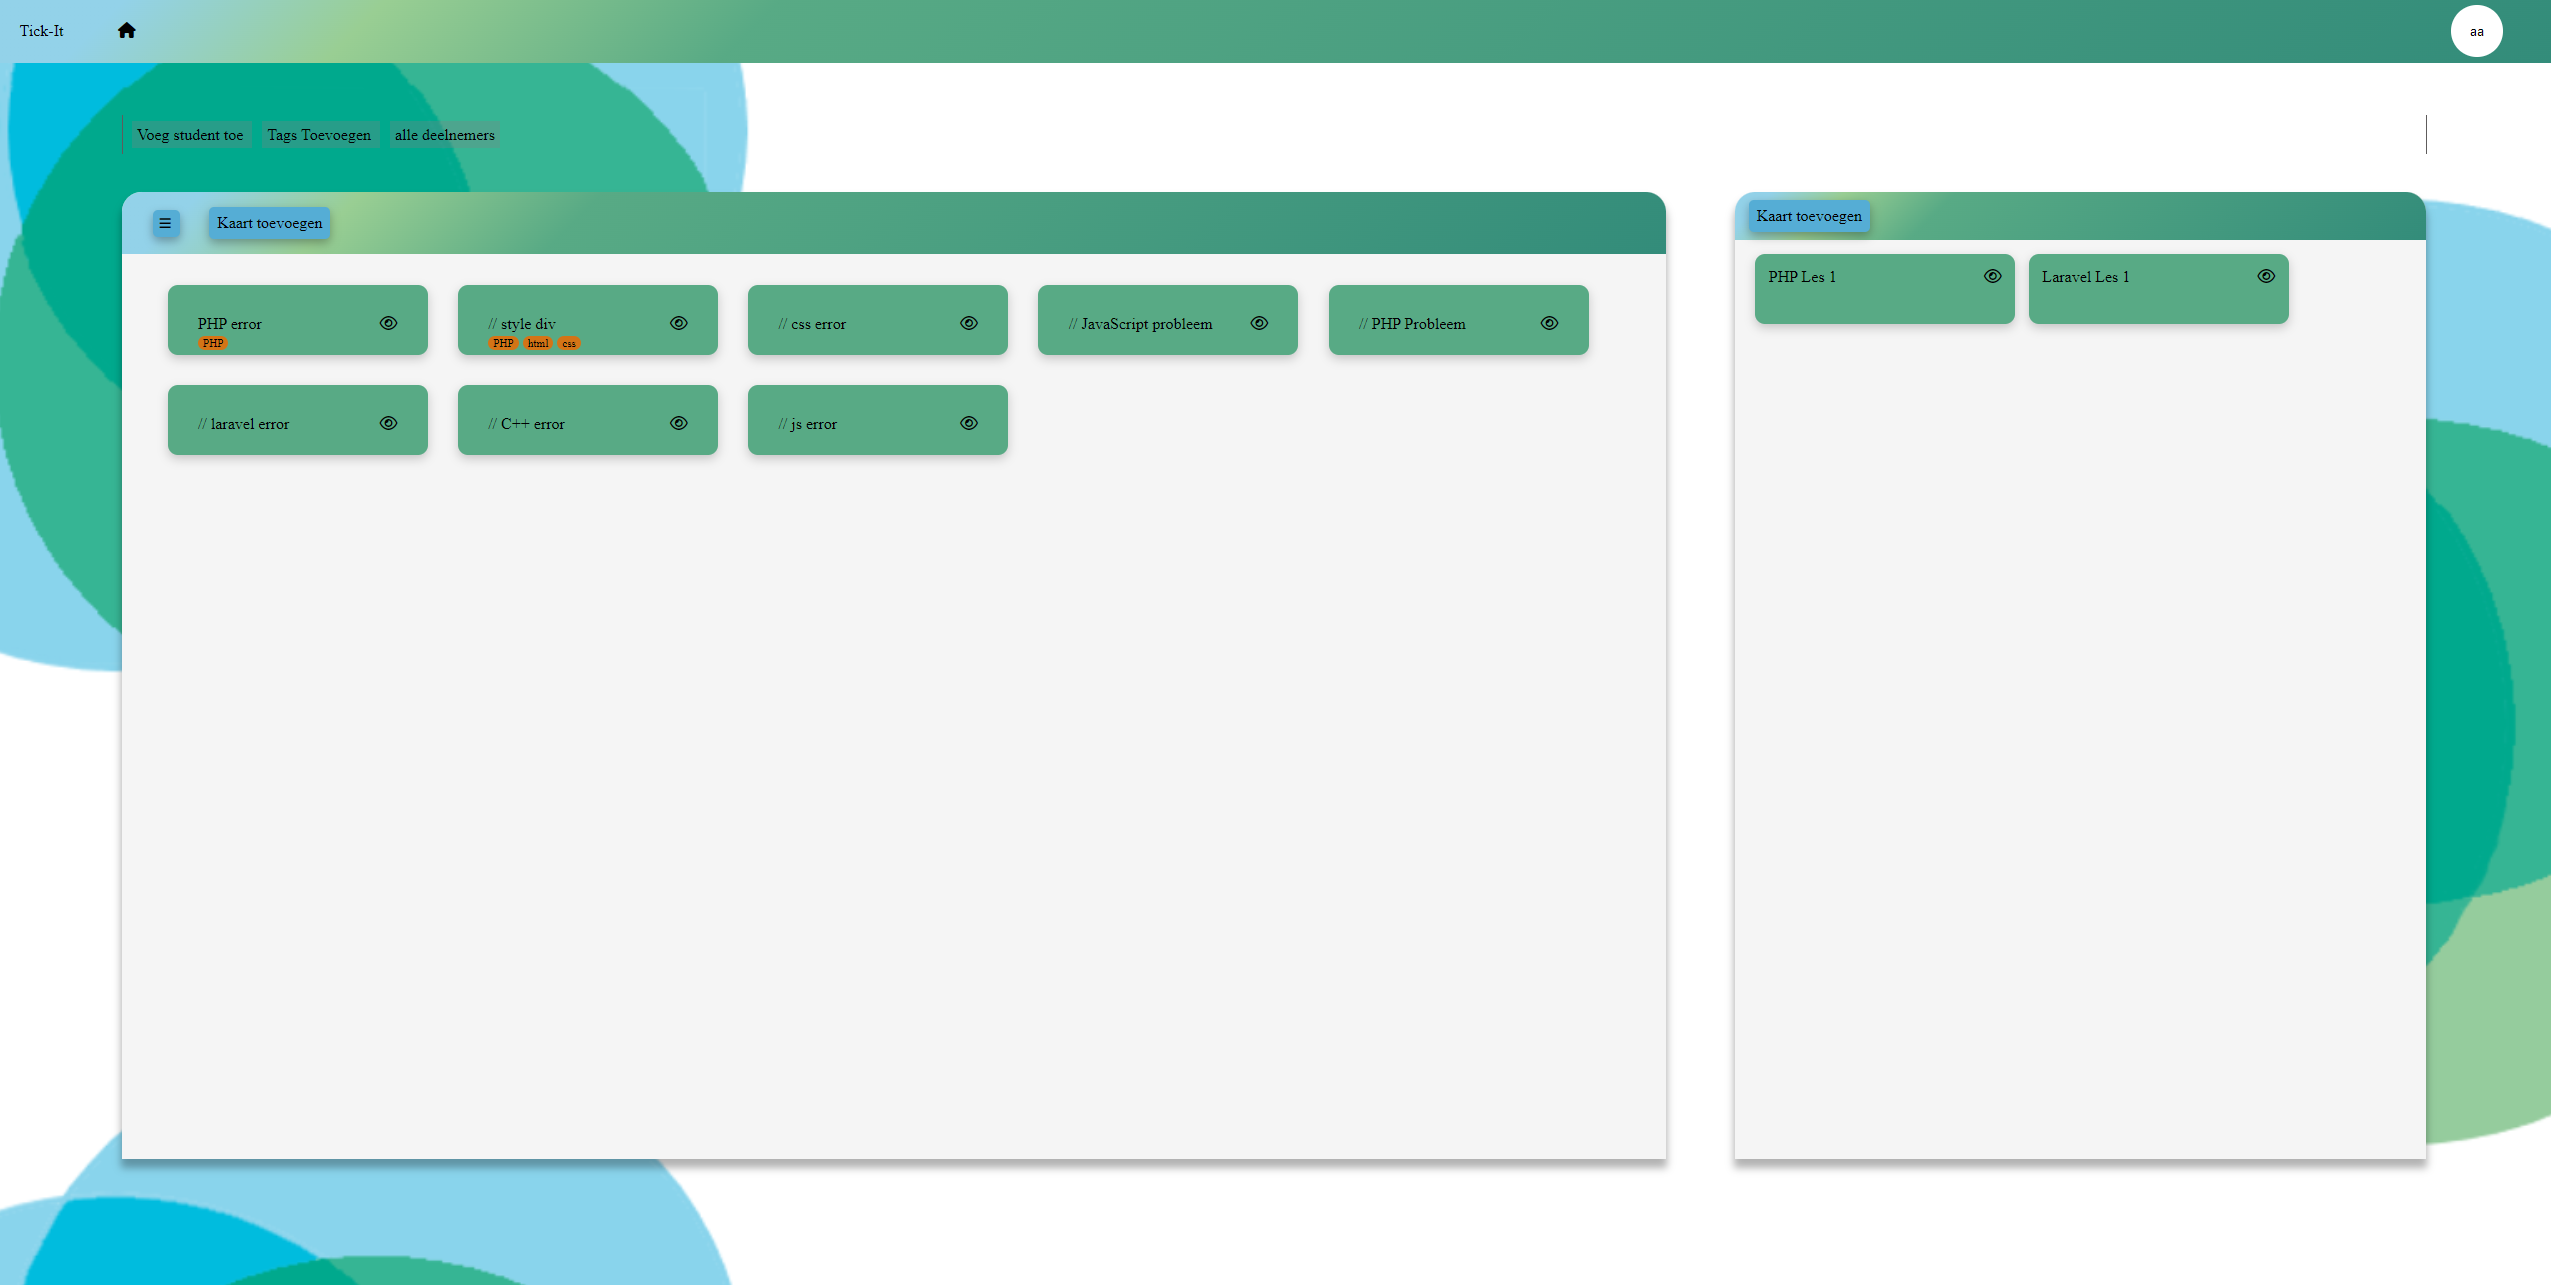 Tick-It
aa
Voeg student toe Tags Toevoegen alle deelnemers
Kaart toevoegen
PHP error
PHP
// style div
PHP html css
// css error
// JavaScript probleem
// PHP Probleem
// laravel error
// C++ error
// js error
Kaart toevoegen
PHP Les 1
Laravel Les 1